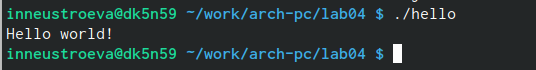 inneustroeva@dk5n59 ~/work/arch-pc/lab04 $ ./hello
Hello world!
inneustroeva@dk5n59 ~/work/arch-pc/lab04 $